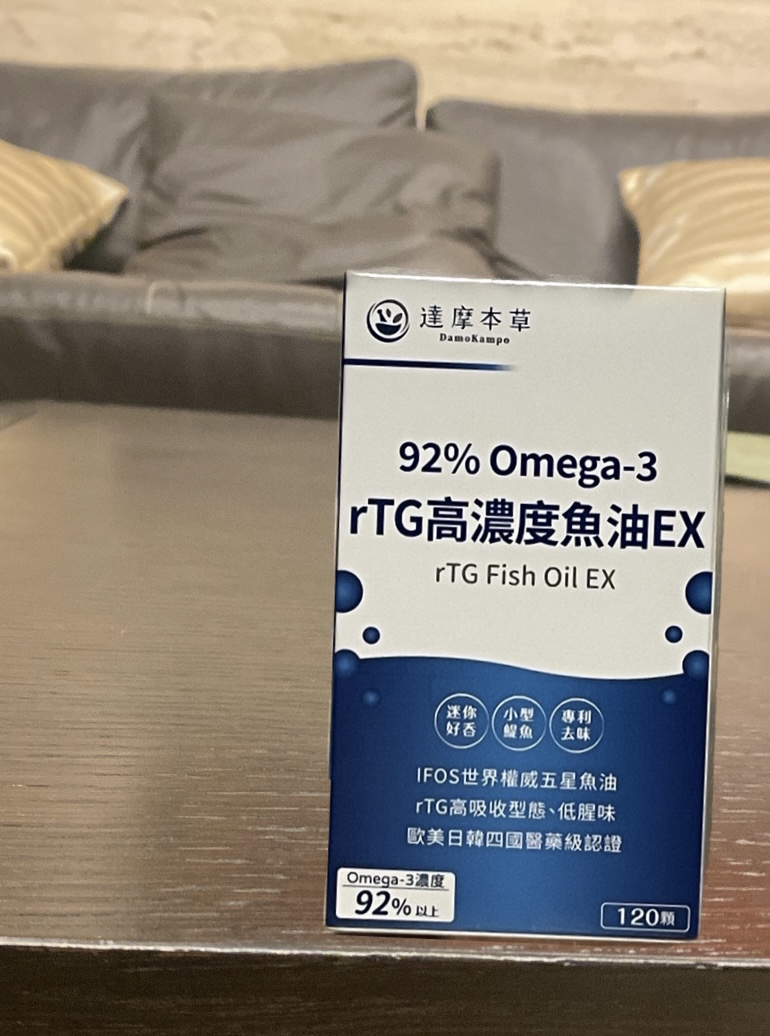 達摩本草
DamoKampo
92% Omega-3
rTG高濃度魚油EX
rTG Fish Oil EX
迷你
好吞
小型
鯷魚
專利
去味
IFOS世界權威五星魚油
rTG高吸收型態、低腥味
歐美日韓四國醫藥級認證
Omega-3濃度
92%以上
120顆